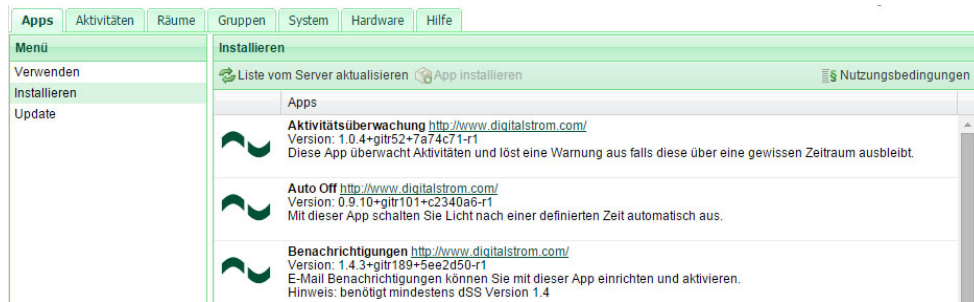 Apps Aktivitäten Räume Gruppen System Hardware Hilfe
Menü
Verwenden
Installieren
Update
Installieren
Liste vom Server aktualisieren App installieren § Nutzungsbedingungen
Apps
Aktivitätsüberwachung http://www.digitalstrom.com/
Version: 1.0.4+gitr52+7a74c71-r1
Diese App überwacht Aktivitäten und löst eine Warnung aus falls diese über eine gewissen Zeitraum ausbleibt.
Auto Off http://www.digitalstrom.com/
Version: 0.9.10+gitr101+c2340a6-r1
Mit dieser App schalten Sie Licht nach einer definierten Zeit automatisch aus.
Benachrichtigungen http://www.digitalstrom.com/
Version: 1.4.3+gitr189+5ee2d50-r1
E-Mail Benachrichtigungen können Sie mit dieser App einrichten und aktivieren.
Hinweis: benötigt mindestens dSS Version 1.4